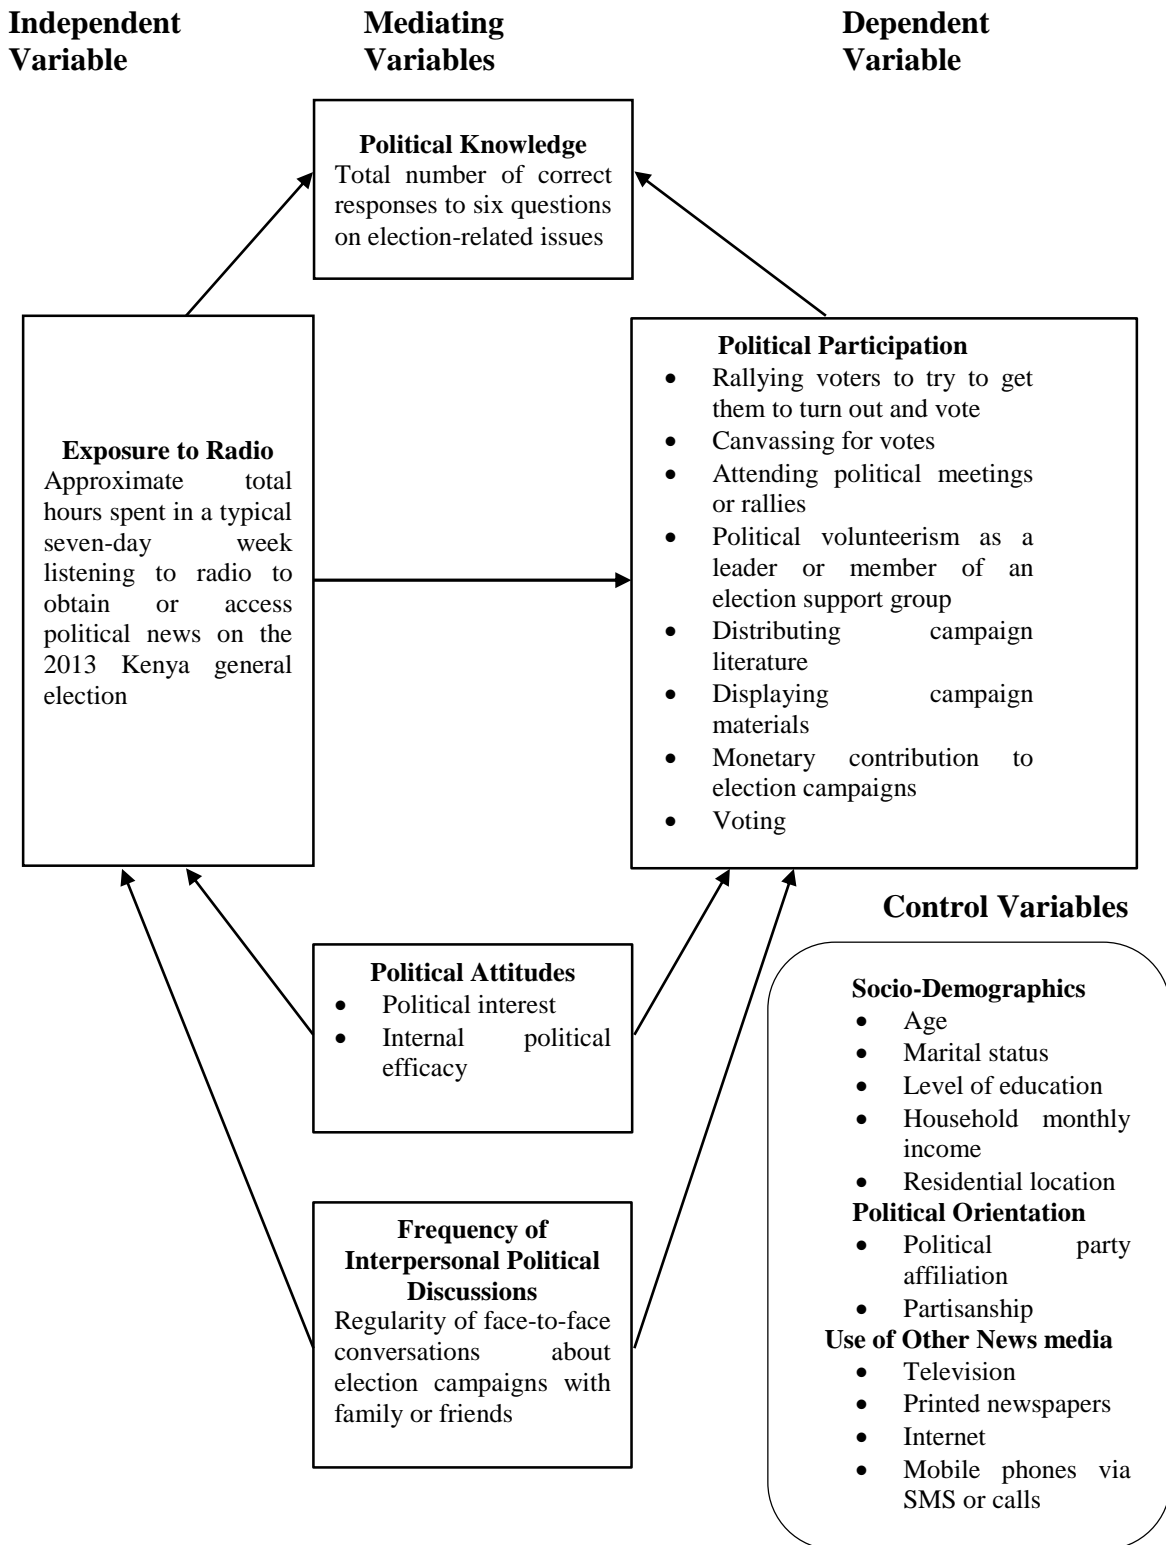 Independent
Variable
Mediating
Variables
Dependent
Variable
Political Knowledge
Total number of correct
responses to six questions
on election-related issues
Exposure to Radio
Approximate total
hours spent in a typical
seven-day week
listening to radio to
obtain or access
political news on the
2013 Kenya general
election
Political Participation
• Rallying voters to try to get
them to turn out and vote
• Canvassing for votes
• Attending political meetings
or rallies
• Political volunteerism as a
leader or member of an
election support group
• Distributing campaign
literature
• Displaying campaign
materials
• Monetary contribution to
election campaigns
• Voting
Political Attitudes
• Political interest
• Internal political
efficacy
Frequency of
Interpersonal Political
Discussions
Regularity of face-to-face
conversations about
election campaigns with
family or friends
Control Variables
Socio-Demographics
• Age
• Marital status
• Level of education
• Household monthly
income
• Residential location
Political Orientation
• Political party
affiliation
• Partisanship
Use of Other News media
• Television
• Printed newspapers
• Internet
• Mobile phones via
SMS or calls